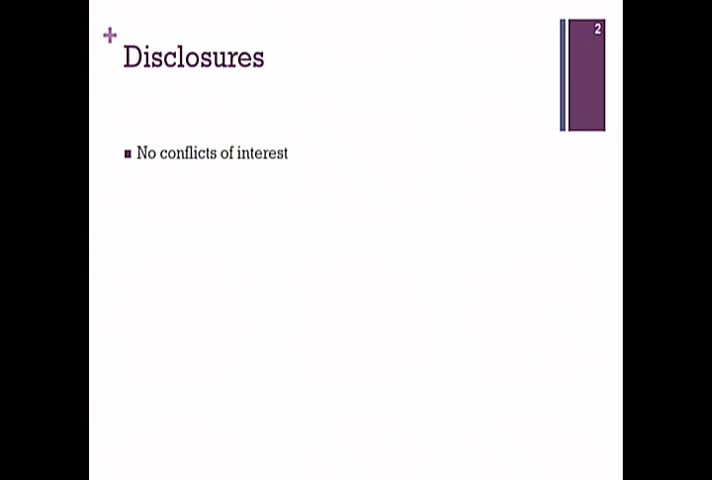 +
Disclosures
2
■ No conflicts of interest